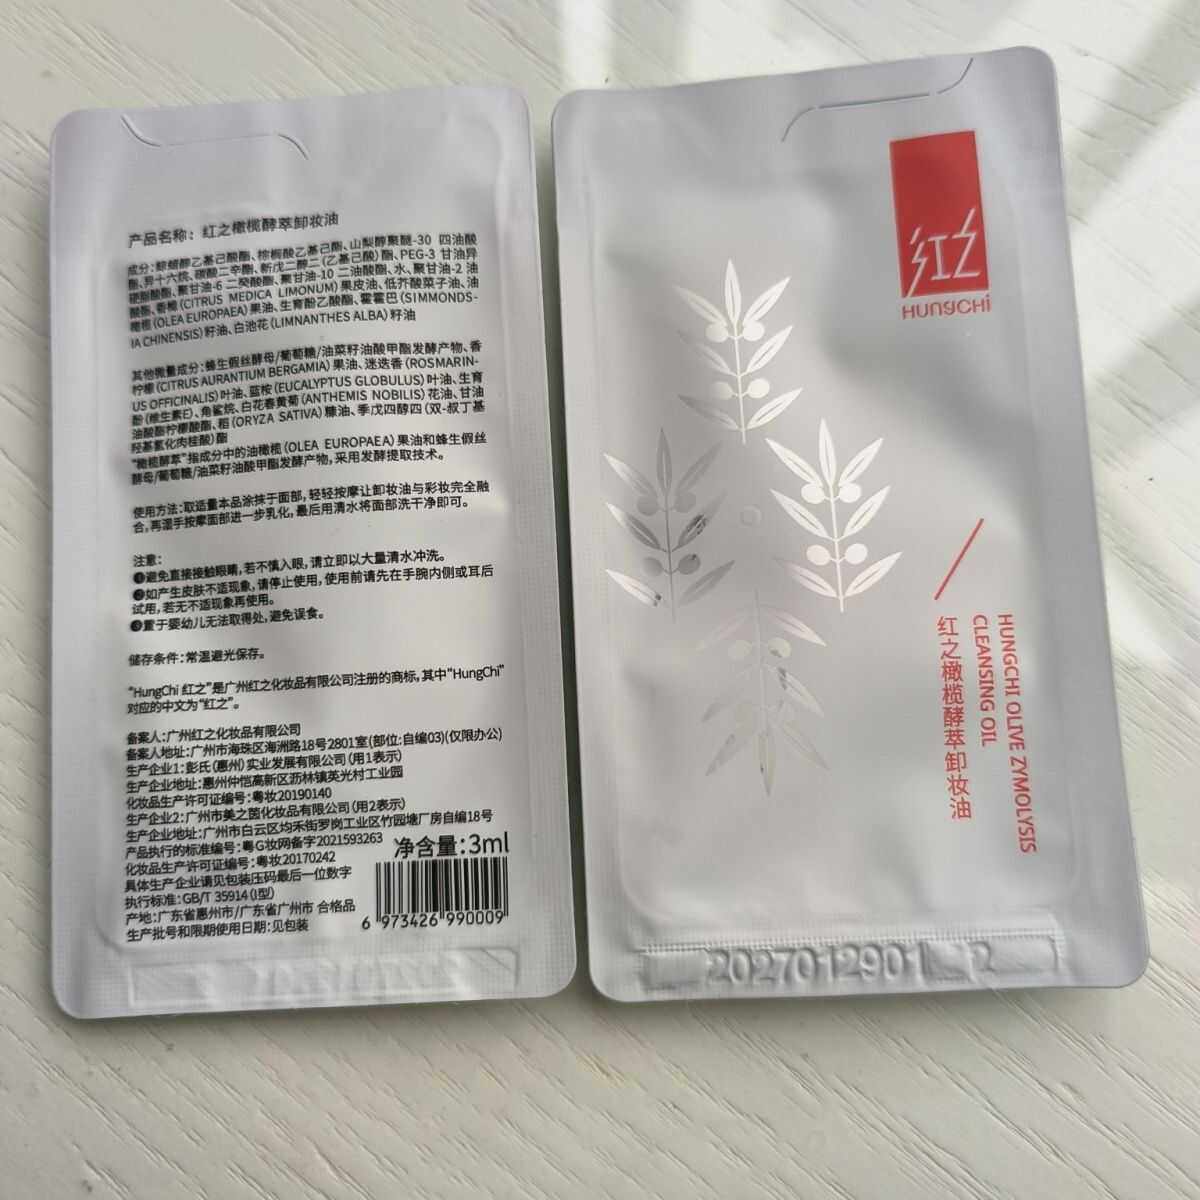 产品名称：红之橄榄酵萃卸妆油
成分：鲸蜡醇乙基己酸酯、棕榈酸乙基己酯、山梨醇聚醚-30 四油酸
酯、异十六烷、碳酸二辛酯、新戊二醇二(乙基己酸)酯、PEG-3 甘油异
硬脂酸酯、聚甘油-6 二癸酸酯、聚甘油-10 二油酸酯、水、聚甘油-2 油
酸酯、香橼(CITRUS MEDICA LIMONUM)果皮油、低芥酸菜子油、油
橄榄(OLEA EUROPAEA)果油、生育酚乙酸酯、霍霍巴(SIMMONDS-
IA CHINENSIS)籽油、白池花(LIMNANTHES ALBA)籽油
其他微量成分：蜂生假丝酵母/葡萄糖/油菜籽油酸甲酯发酵产物、香
柠檬(CITRUS AURANTIUM BERGAMIA)果油、迷迭香(ROSMARIN-
US OFFICINALIS)叶油、蓝桉(EUCALYPTUS GLOBULUS)叶油、生育
酚(维生素E)、角鲨烷、白花春黄菊(ANTHEMIS NOBILIS)花油、甘油
油酸酯柠檬酸酯、稻(ORYZA SATIVA)糠油、季戊四醇四(双-叔丁基
羟基氢化肉桂酸)酯
“橄榄酵萃”指成分中的油橄榄(OLEA EUROPAEA)果油和蜂生假丝
酵母/葡萄糖/油菜籽油酸甲酯发酵产物，采用发酵提取技术。
使用方法：取适量本品涂抹于面部，轻轻按摩让卸妆油与彩妆完全融
合，再湿手按摩面部进一步乳化，最后用清水将面部洗干净即可。
注意：
❶避免直接接触眼睛，若不慎入眼，请立即以大量清水冲洗。
❷如产生皮肤不适现象，请停止使用，使用前请先在手腕内侧或耳后
试用，若无不适现象再使用。
❸置于婴幼儿无法取得处，避免误食。
储存条件：常温避光保存。
“HungChi 红之”是广州红之化妆品有限公司注册的商标，其中“HungChi”
对应的中文为“红之”。
备案人：广州红之化妆品有限公司
备案人地址：广州市海珠区海洲路18号2801室(部位:自编03)(仅限办公)
生产企业1：彭氏(惠州)实业发展有限公司(用1表示)
生产企业地址：惠州仲恺高新区沥林镇英光村工业园
化妆品生产许可证编号：粤妆20190140
生产企业2：广州市美之茵化妆品有限公司(用2表示)
生产企业地址：广州市白云区均禾街罗岗工业区竹园塘厂房自编18号
产品执行的标准编号：粤G妆网备字2021593263
化妆品生产许可证编号：粤妆20170242
具体生产企业请见包装压码最后一位数字
执行标准：GB/T 35914(I型)
产地：广东省惠州市/广东省广州市 合格品
生产批号和限期使用日期：见包装
净含量：3ml
6 973426 990009
红之
HUNGCHI
HUNGCHI OLIVE ZYMOLYSIS
CLEANSING OIL
红之橄榄酵萃卸妆油
2027012901 2